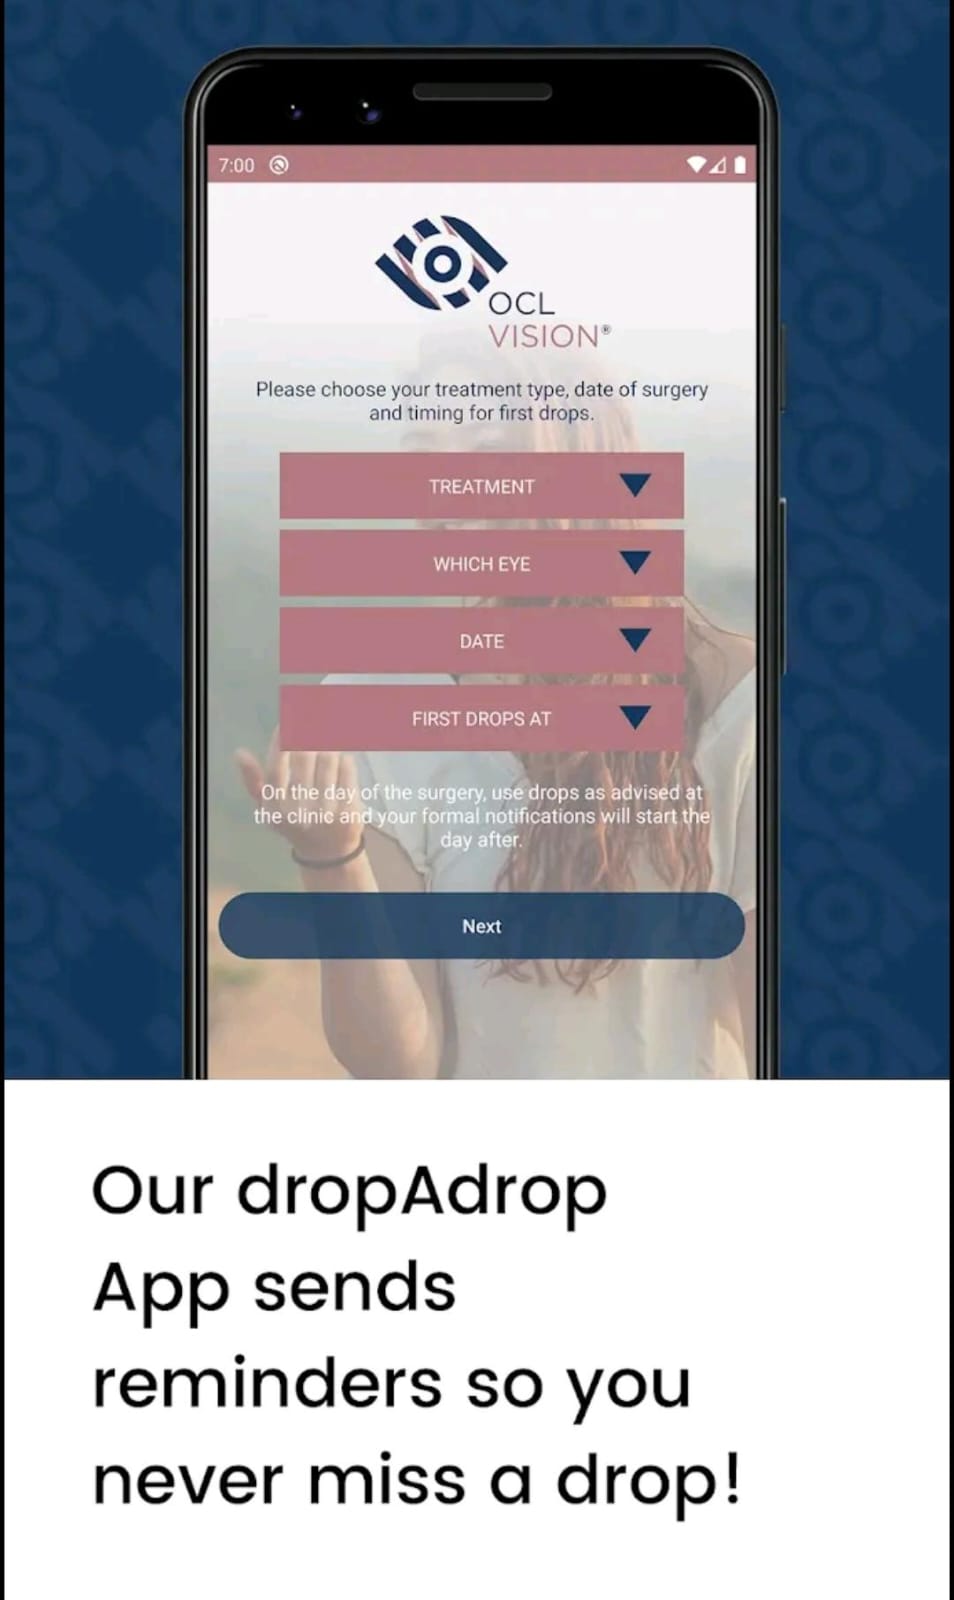 7:00
OCL
VISION®
Please choose your treatment type, date of surgery
and timing for first drops.
TREATMENT
WHICH EYE
DATE
FIRST DROPS AT
On the day of the surgery, use drops as advised at
the clinic and your formal notifications will start the
day after.
Next
Our dropAdrop
App sends
reminders so you
never miss a drop!